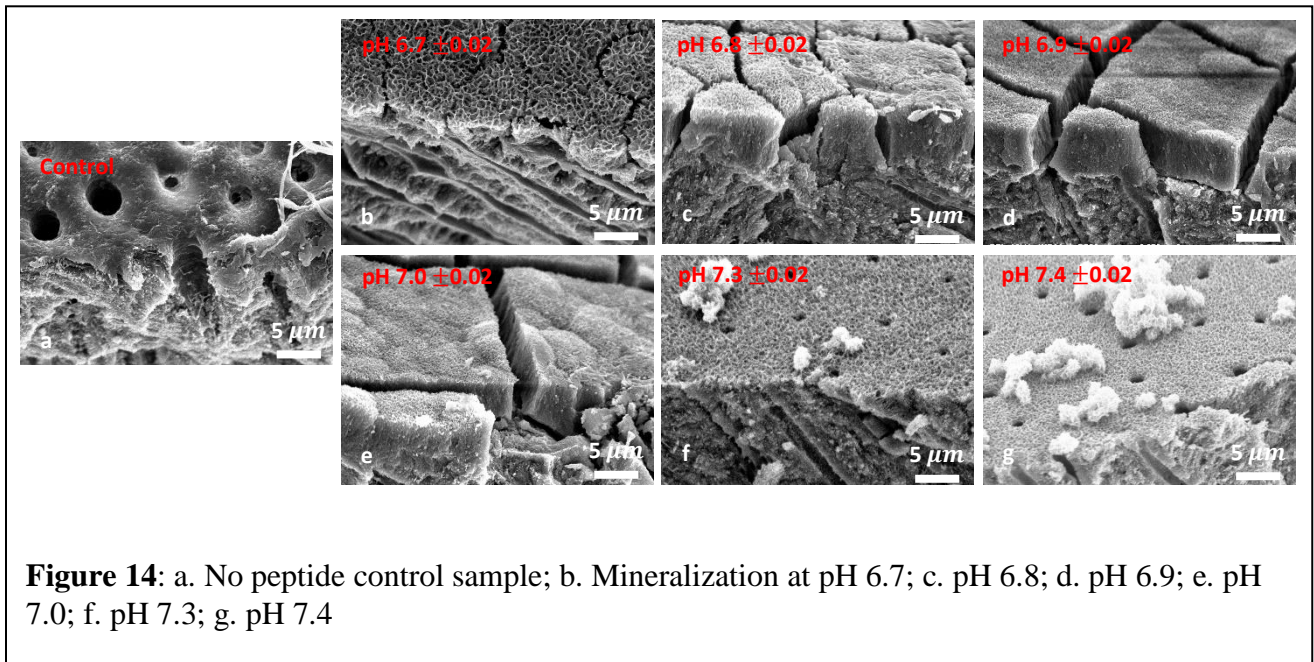 Control
a
5 μm
pH 6.7 ±0.02
b
5 μm
pH 6.8 ±0.02
c
5 μm
pH 6.9 ±0.02
d
5 μm
pH 7.0 ±0.02
e
5 μm
pH 7.3 ±0.02
f
5 μm
pH 7.4 ±0.02
g
5 μm
Figure 14: a. No peptide control sample; b. Mineralization at pH 6.7; c. pH 6.8; d. pH 6.9; e. pH
7.0; f. pH 7.3; g. pH 7.4